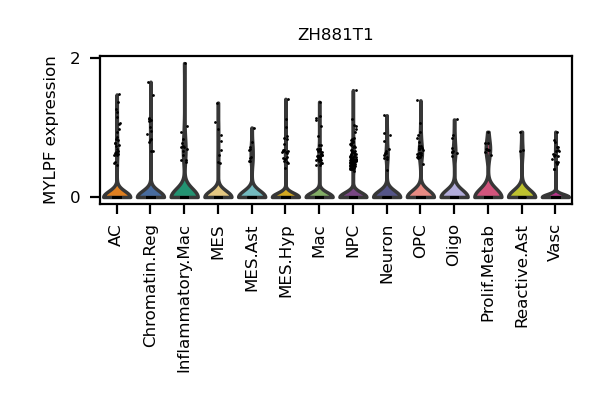 ZH881T1
MYLPF expression
2
0
AC
Chromatin.Reg
Inflammatory.Mac
MES
MES.Ast
MES.Hyp
Mac
NPC
Neuron
OPC
Oligo
Prolif.Metab
Reactive.Ast
Vasc